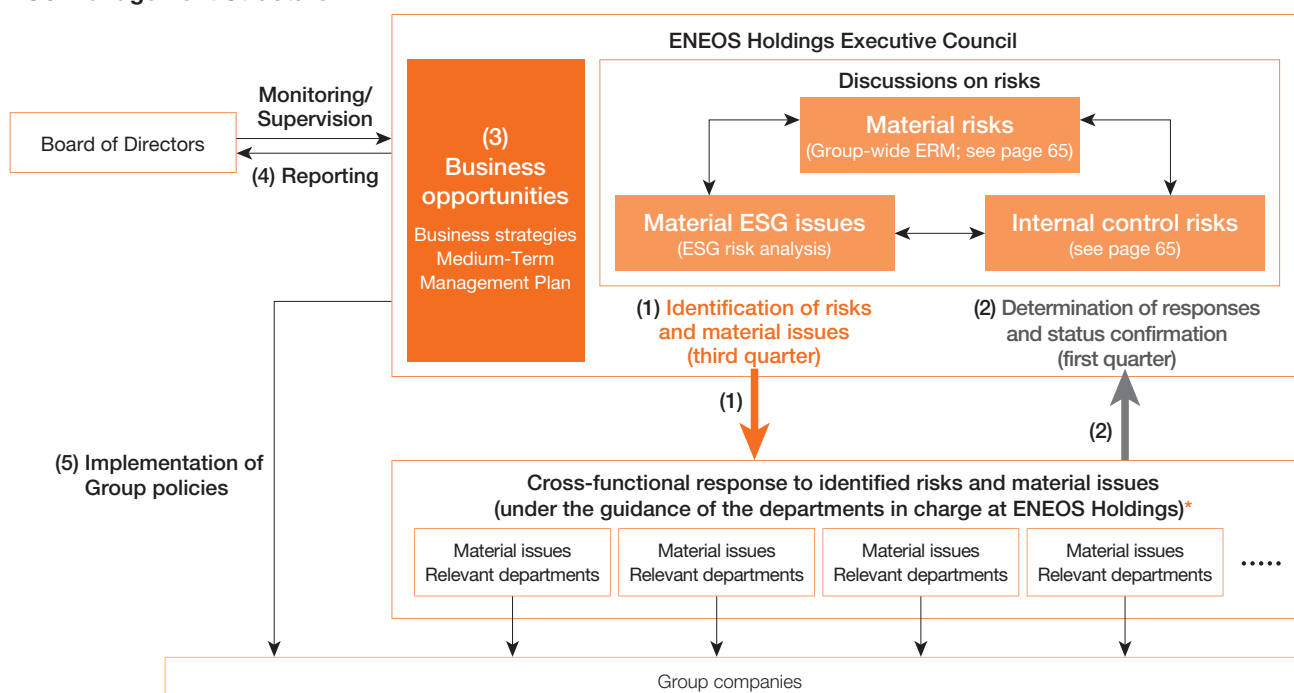 ENEOS Holdings Executive Council
Board of Directors
Monitoring/
Supervision
(4) Reporting
(3)
Business
opportunities
Business strategies
Medium-Term
Management Plan
Discussions on risks
Material risks
(Group-wide ERM; see page 65)
Material ESG issues
(ESG risk analysis)
Internal control risks
(see page 65)
(1) Identification of risks
and material issues
(third quarter)
(2) Determination of responses
and status confirmation
(first quarter)
(1)
(2)
(5) Implementation of
Group policies
Cross-functional response to identified risks and material issues
(under the guidance of the departments in charge at ENEOS Holdings)*
Material issues
Relevant departments
Material issues
Relevant departments
Material issues
Relevant departments
Material issues
Relevant departments
.....
Group companies